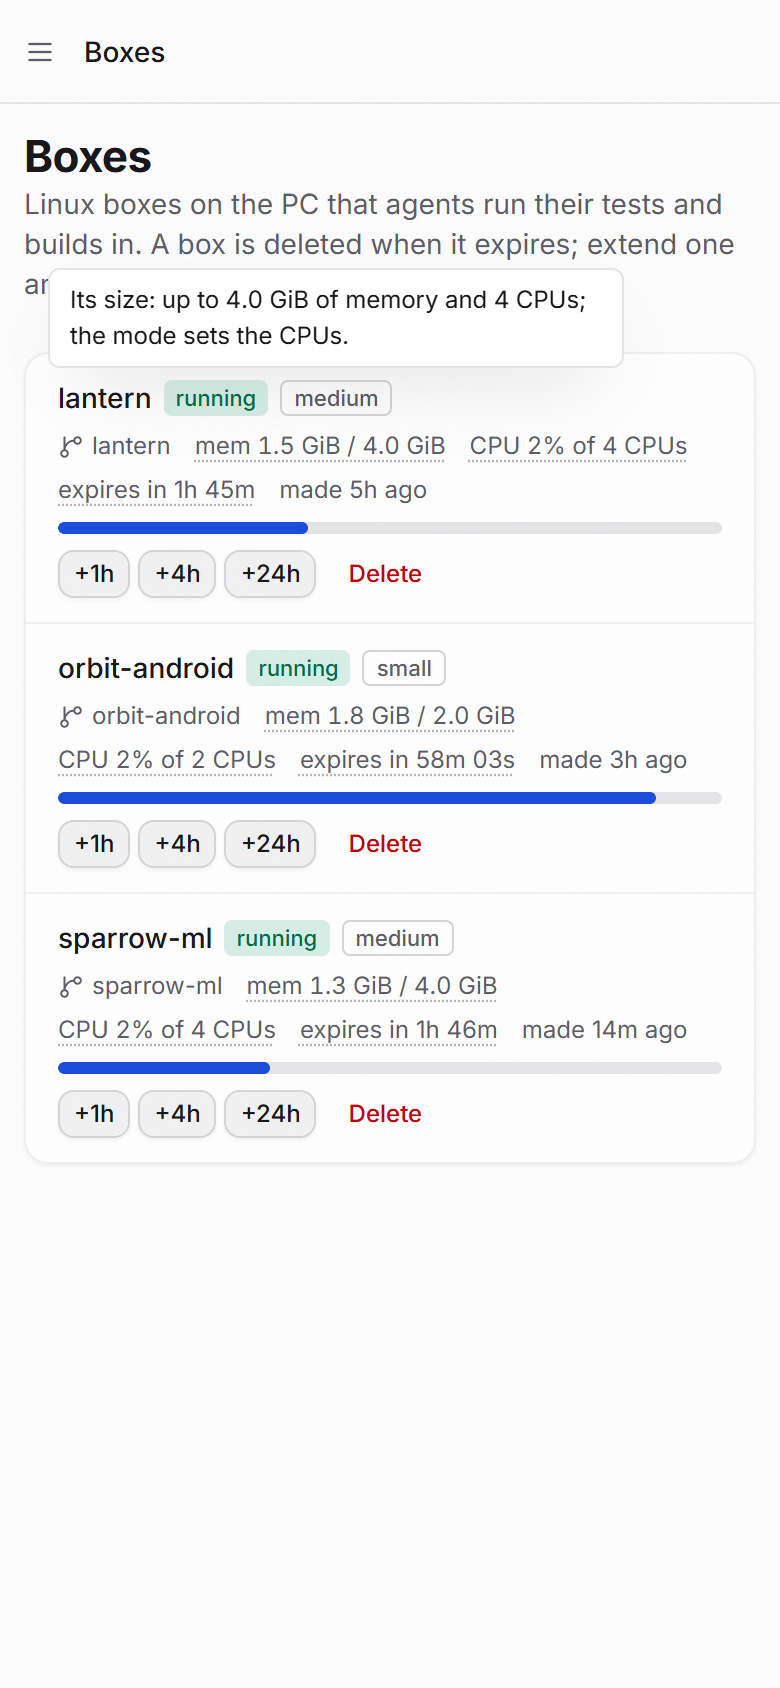 Boxes
Boxes
Linux boxes on the PC that agents run their tests and
builds in. A box is deleted when it expires; extend one
Its size: up to 4.0 GiB of memory and 4 CPUs;
the mode sets the CPUs.
lantern running medium
lantern mem 1.5 GiB / 4.0 GiB CPU 2% of 4 CPUs
expires in 1h 45m made 5h ago
+1h +4h +24h Delete
orbit-android running small
orbit-android mem 1.8 GiB / 2.0 GiB
CPU 2% of 2 CPUs expires in 58m 03s made 3h ago
+1h +4h +24h Delete
sparrow-ml running medium
sparrow-ml mem 1.3 GiB / 4.0 GiB
CPU 2% of 4 CPUs expires in 1h 46m made 14m ago
+1h +4h +24h Delete